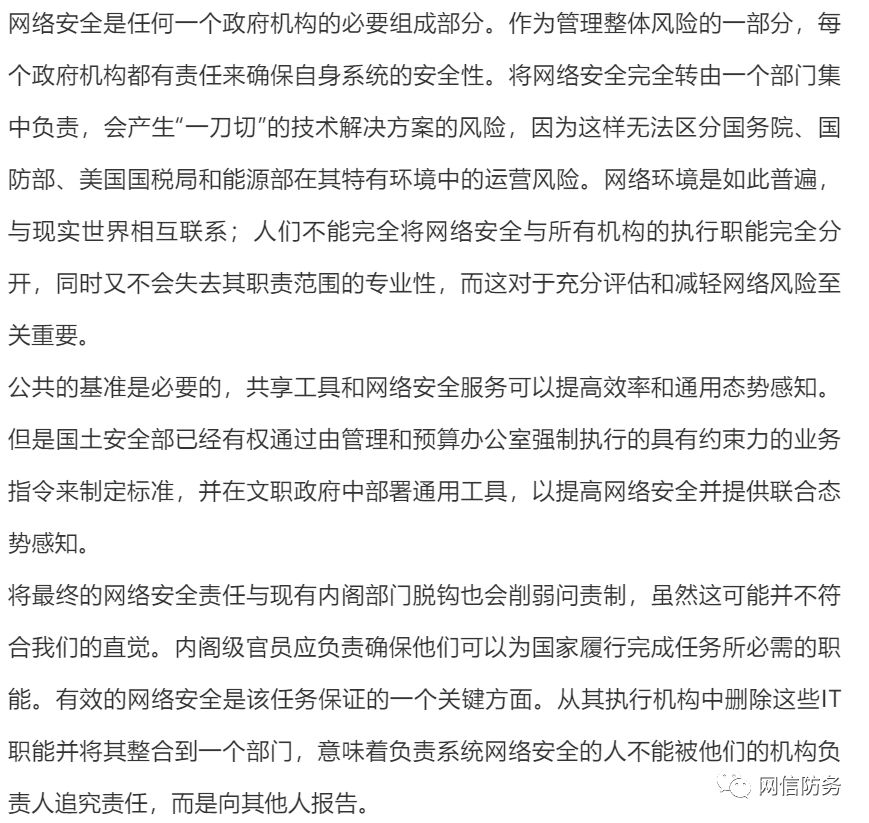 网络安全是任何一个政府机构的必要组成部分。作为管理整体风险的一部分，每
个政府机构都有责任来确保自身系统的安全性。将网络安全完全转由一个部门集
中负责，会产生“一刀切”的技术解决方案的风险，因为这样无法区分国务院、国
防部、美国国税局和能源部在其特有环境中的运营风险。网络环境是如此普遍，
与现实世界相互联系；人们不能完全将网络安全与所有机构的执行职能完全分
开，同时又不会失去其职责范围的专业性，而这对于充分评估和减轻网络风险至
关重要。
公共的基准是必要的，共享工具和网络安全服务可以提高效率和通用态势感知。
但是国土安全部已经有权通过由管理和预算办公室强制执行的具有约束力的业务
指令来制定标准，并在文职政府中部署通用工具，以提高网络安全并提供联合态
势感知。
将最终的网络安全责任与现有内阁部门脱钩也会削弱问责制，虽然这可能并不符
合我们的直觉。内阁级官员应负责确保他们可以为国家履行完成任务所必需的职
能。有效的网络安全是该任务保证的一个关键方面。从其执行机构中删除这些IT
职能并将其整合到一个部门，意味着负责系统网络安全的人不能被他们的机构负
责人追究责任，而是向其他人报告。
网信防务